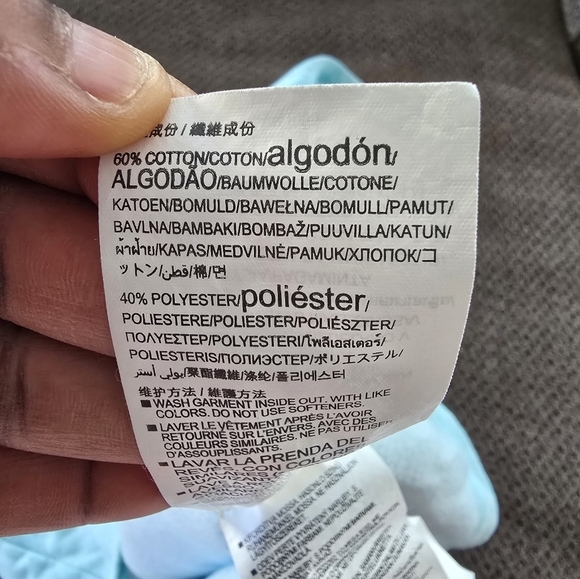 成份 / 纖維成份
60% COTTON/COTON/algodón/
ALGODÃO/BAUMWOLLE/COTONE/
KATOEN/BOMULD/BAWEŁNA/BOMULL/PAMUT/
BAVLNA/BAMBAKI/BOMBAŽ/PUUVILLA/KATUN/
ผ้าฝ้าย/KAPAS/MEDVILNĖ/PAMUK/ХЛОПОК/コ
ットン/قطن/棉/면
40% POLYESTER/poliéster/
POLIESTERE/POLIESTER/POLIÉSZTER/
ΠΟΛΥΕΣΤΕΡ/POLYESTERI/โพลีเอสเตอร์/
POLIESTERIS/ПОЛИЭСТЕР/ポリエステル/
بولي أستر/聚酯纖維/涤纶/폴리에스터
维护方法 / 維護方法
WASH GARMENT INSIDE OUT. WITH LIKE
COLORS. DO NOT USE SOFTENERS.
LAVER LE VÊTEMENT APRÈS L'AVOIR
RETOURNÉ SUR L'ENVERS, AVEC DES
COULEURS SIMILAIRES. NE PAS UTILISER
D'ASSOUPLISSANTS.
LAVAR LA PRENDA DEL
REVÉS, CON COLORES